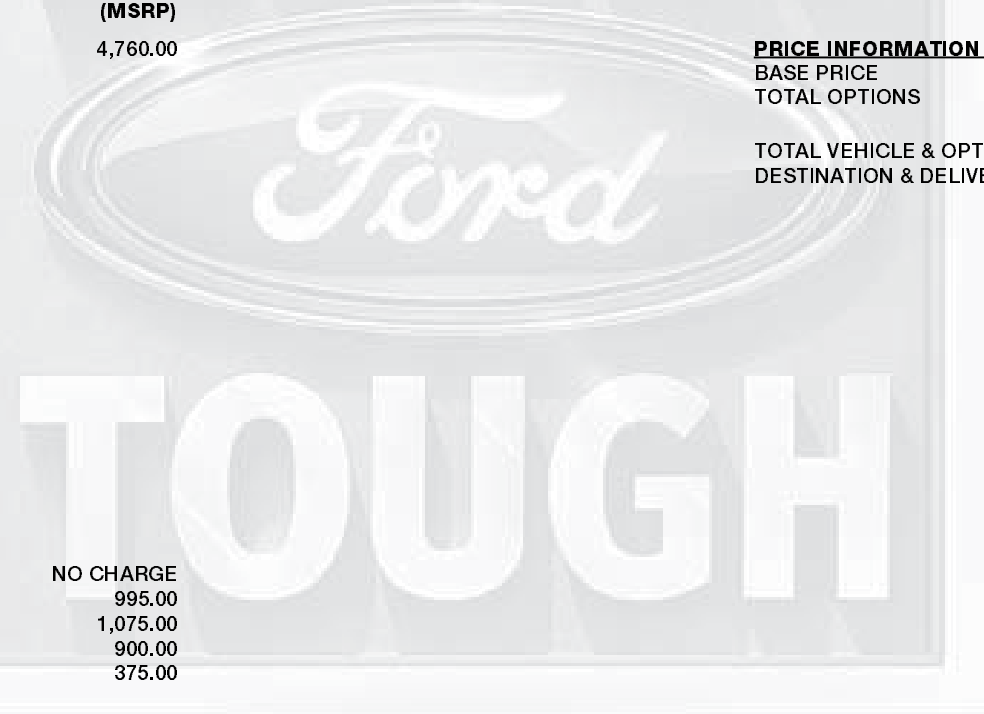 (MSRP)
4,760.00
PRICE INFORMATION
BASE PRICE
TOTAL OPTIONS
TOTAL VEHICLE & OPT
DESTINATION & DELIVE
Ford
TOUGH
NO CHARGE
995.00
1,075.00
900.00
375.00